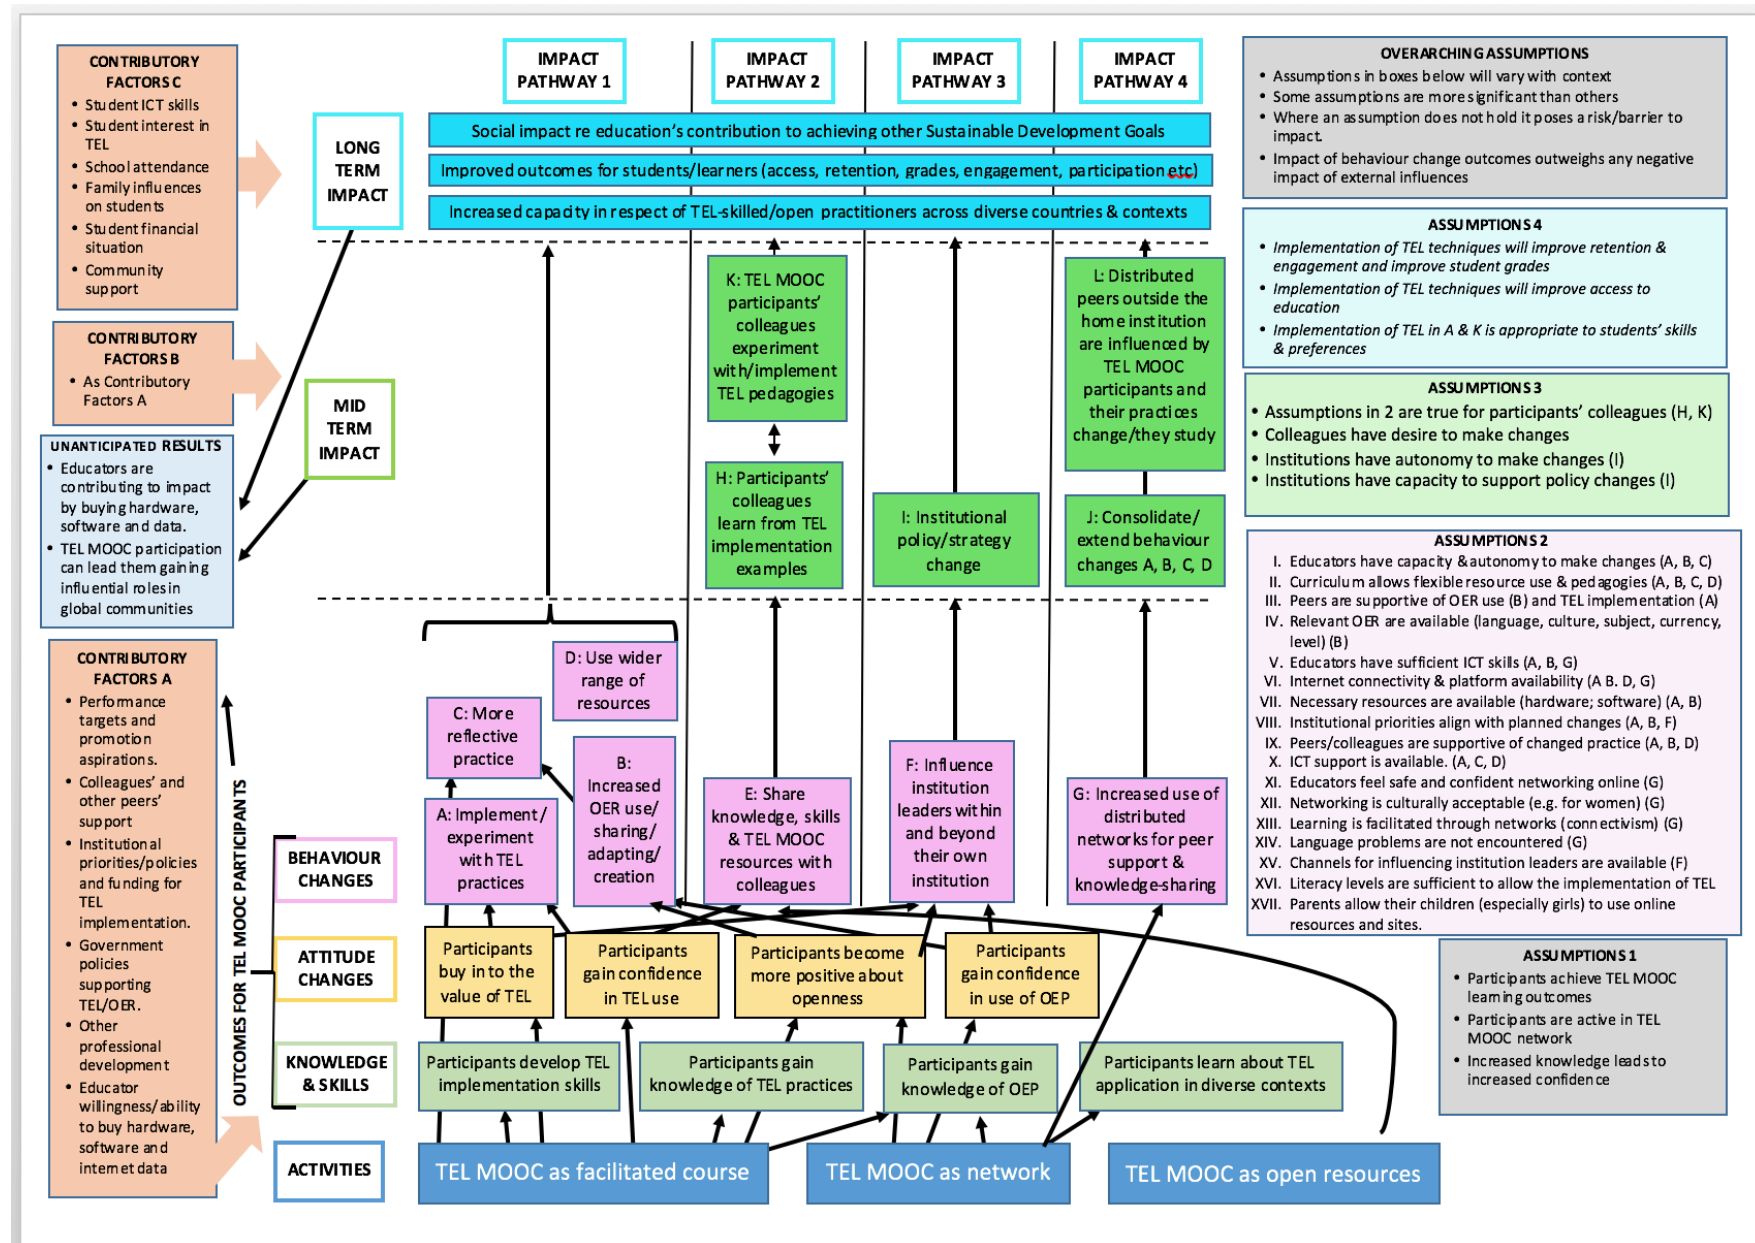 CONTRIBUTORY
FACTORS C
• Student ICT skills
• Student interest in
TEL
• School attendance
• Family influences
on students
• Student financial
situation
• Community
support
CONTRIBUTORY
FACTORS B
• As Contributory
Factors A
UNANTICIPATED RESULTS
• Educators are
contributing to impact
by buying hardware,
software and data.
• TEL MOOC participation
can lead them gaining
influential roles in
global communities
CONTRIBUTORY
FACTORS A
• Performance
targets and
promotion
aspirations.
• Colleagues' and
other peers'
support
• Institutional
priorities/policies
and funding for
TEL
implementation.
• Government
policies
supporting
TEL/OER.
• Other
professional
development
• Educator
willingness/ability
to buy hardware,
software and
internet data
LONG
TERM
IMPACT
MID
TERM
IMPACT
OUTCOMES FOR TEL MOOC PARTICIPANTS
BEHAVIOUR
CHANGES
ATTITUDE
CHANGES
KNOWLEDGE
& SKILLS
ACTIVITIES
IMPACT
PATHWAY 1
IMPACT
PATHWAY 2
IMPACT
PATHWAY 3
IMPACT
PATHWAY 4
Social impact re education's contribution to achieving other Sustainable Development Goals
Improved outcomes for students/learners (access, retention, grades, engagement, participation etc)
Increased capacity in respect of TEL-skilled/open practitioners across diverse countries & contexts
K: TEL MOOC
participants'
colleagues
experiment
with/implement
TEL pedagogies
L: Distributed
peers outside the
home institution
are influenced by
TEL MOOC
participants and
their practices
change/they study
H: Participants'
colleagues
learn from TEL
implementation
examples
I: Institutional
policy/strategy
change
J: Consolidate/
extend behaviour
changes A, B, C, D
D: Use wider
range of
resources
C: More
reflective
practice
B:
Increased
OER use/
sharing/
adapting/
creation
A: Implement/
experiment
with TEL
practices
E: Share
knowledge, skills
& TEL MOOC
resources with
colleagues
F: Influence
institution
leaders within
and beyond
their own
institution
G: Increased use of
distributed
networks for peer
support &
knowledge-sharing
Participants
buy in to the
value of TEL
Participants
gain confidence
in TEL use
Participants become
more positive about
openness
Participants
gain confidence
in use of OEP
Participants develop TEL
implementation skills
Participants gain
knowledge of TEL practices
Participants gain
knowledge of OEP
Participants learn about TEL
application in diverse contexts
TEL MOOC as facilitated course
TEL MOOC as network
TEL MOOC as open resources
OVERARCHING ASSUMPTIONS
• Assumptions in boxes below will vary with context
• Some assumptions are more significant than others
• Where an assumption does not hold it poses a risk/barrier to
impact.
• Impact of behaviour change outcomes outweighs any negative
impact of external influences
ASSUMPTIONS 4
• Implementation of TEL techniques will improve retention &
engagement and improve student grades
• Implementation of TEL techniques will improve access to
education
• Implementation of TEL in A & K is appropriate to students' skills
& preferences
ASSUMPTIONS 3
• Assumptions in 2 are true for participants' colleagues (H, K)
• Colleagues have desire to make changes
• Institutions have autonomy to make changes (I)
• Institutions have capacity to support policy changes (I)
ASSUMPTIONS 2
I. Educators have capacity & autonomy to make changes (A, B, C)
II. Curriculum allows flexible resource use & pedagogies (A, B, C, D)
III. Peers are supportive of OER use (B) and TEL implementation (A)
IV. Relevant OER are available (language, culture, subject, currency,
level) (B)
V. Educators have sufficient ICT skills (A, B, G)
VI. Internet connectivity & platform availability (A B. D, G)
VII. Necessary resources are available (hardware; software) (A, B)
VIII. Institutional priorities align with planned changes (A, B, F)
IX. Peers/colleagues are supportive of changed practice (A, B, D)
X. ICT support is available. (A, C, D)
XI. Educators feel safe and confident networking online (G)
XII. Networking is culturally acceptable (e.g. for women) (G)
XIII. Learning is facilitated through networks (connectivism) (G)
XIV. Language problems are not encountered (G)
XV. Channels for influencing institution leaders are available (F)
XVI. Literacy levels are sufficient to allow the implementation of TEL
XVII. Parents allow their children (especially girls) to use online
resources and sites.
ASSUMPTIONS 1
• Participants achieve TEL MOOC
learning outcomes
• Participants are active in TEL
MOOC network
• Increased knowledge leads to
increased confidence